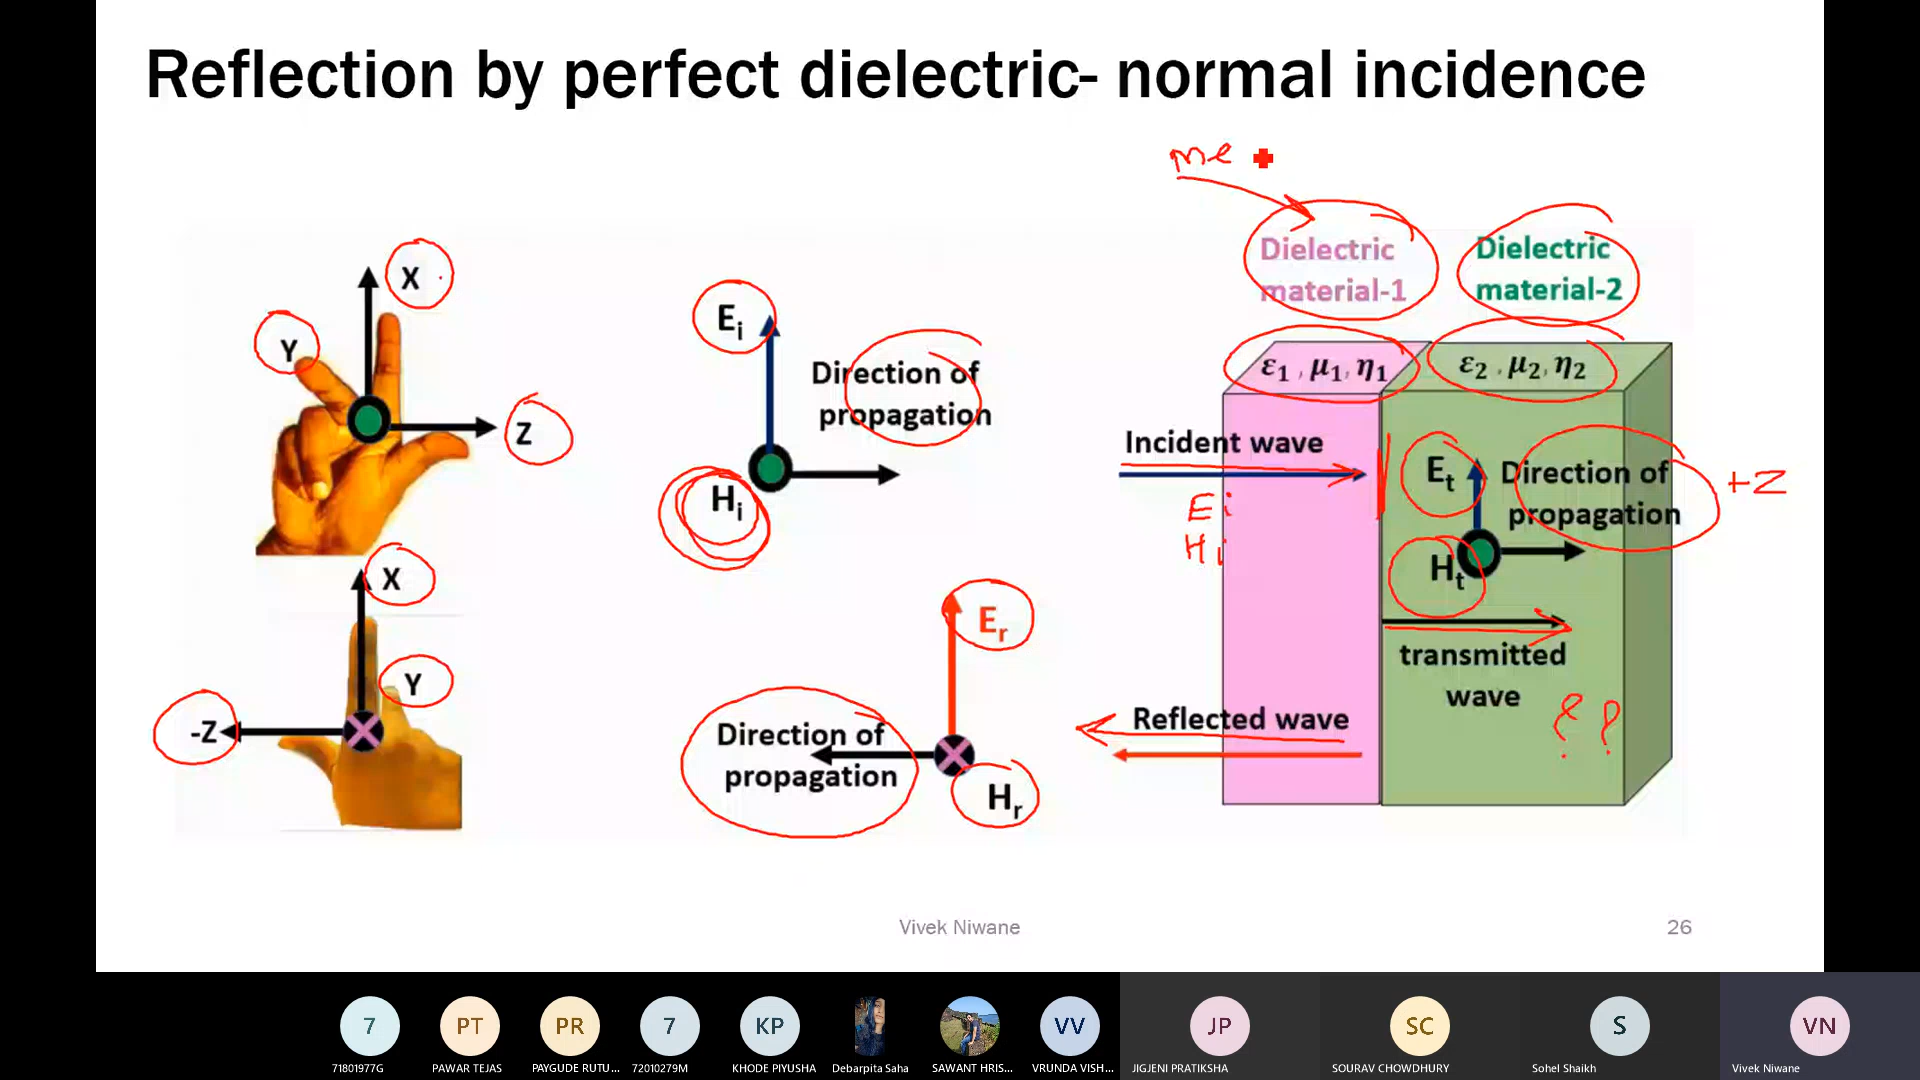 Reflection by perfect dielectric- normal incidence
me
X
Y
Z
X
Y
-Z
Ei
Direction of
propagation
Hi
Er
Direction of
propagation
Hr
Dielectric
material-1
Dielectric
material-2
ε1 , μ1, η1
ε2 , μ2, η2
Incident wave
Ei
Hi
Et
Direction of
propagation
+Z
Ht
transmitted
wave
? ?
Reflected wave
Vivek Niwane
26
7
PT
PR
7
KP
VV
JP
SC
S
VN
71801977G
PAWAR TEJAS
PAYGUDE RUTU...
72010279M
KHODE PIYUSHA
Debarpita Saha
SAWANT HRIS...
VRUNDA VISH...
JIGJENI PRATIKSHA
SOURAV CHOWDHURY
Sohel Shaikh
Vivek Niwane